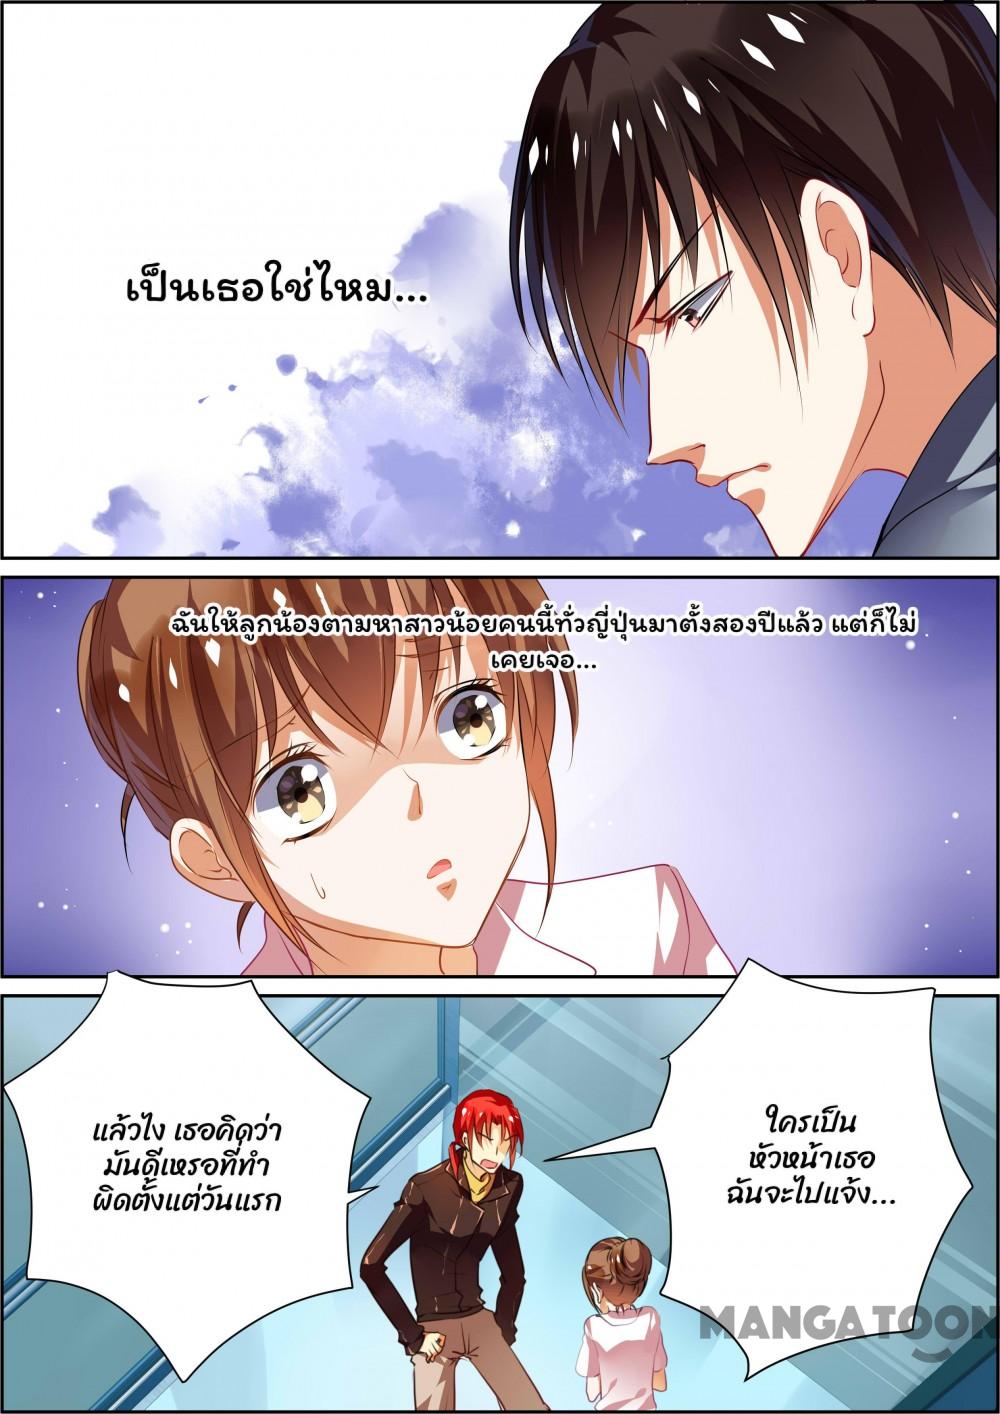 เป็นเธอใช่ไหม...
ฉันให้ลูกน้องตามหาสาวน้อยคนนี้ทั่วญี่ปุ่นมาตั้งสองปีแล้ว แต่ก็ไม่
เคยเจอ...
แล้วไง เธอคิดว่า
มันดีเหรอที่ทำ
ผิดตั้งแต่วันแรก
ใครเป็น
หัวหน้าเธอ
ฉันจะไปแจ้ง...
MANGATOON